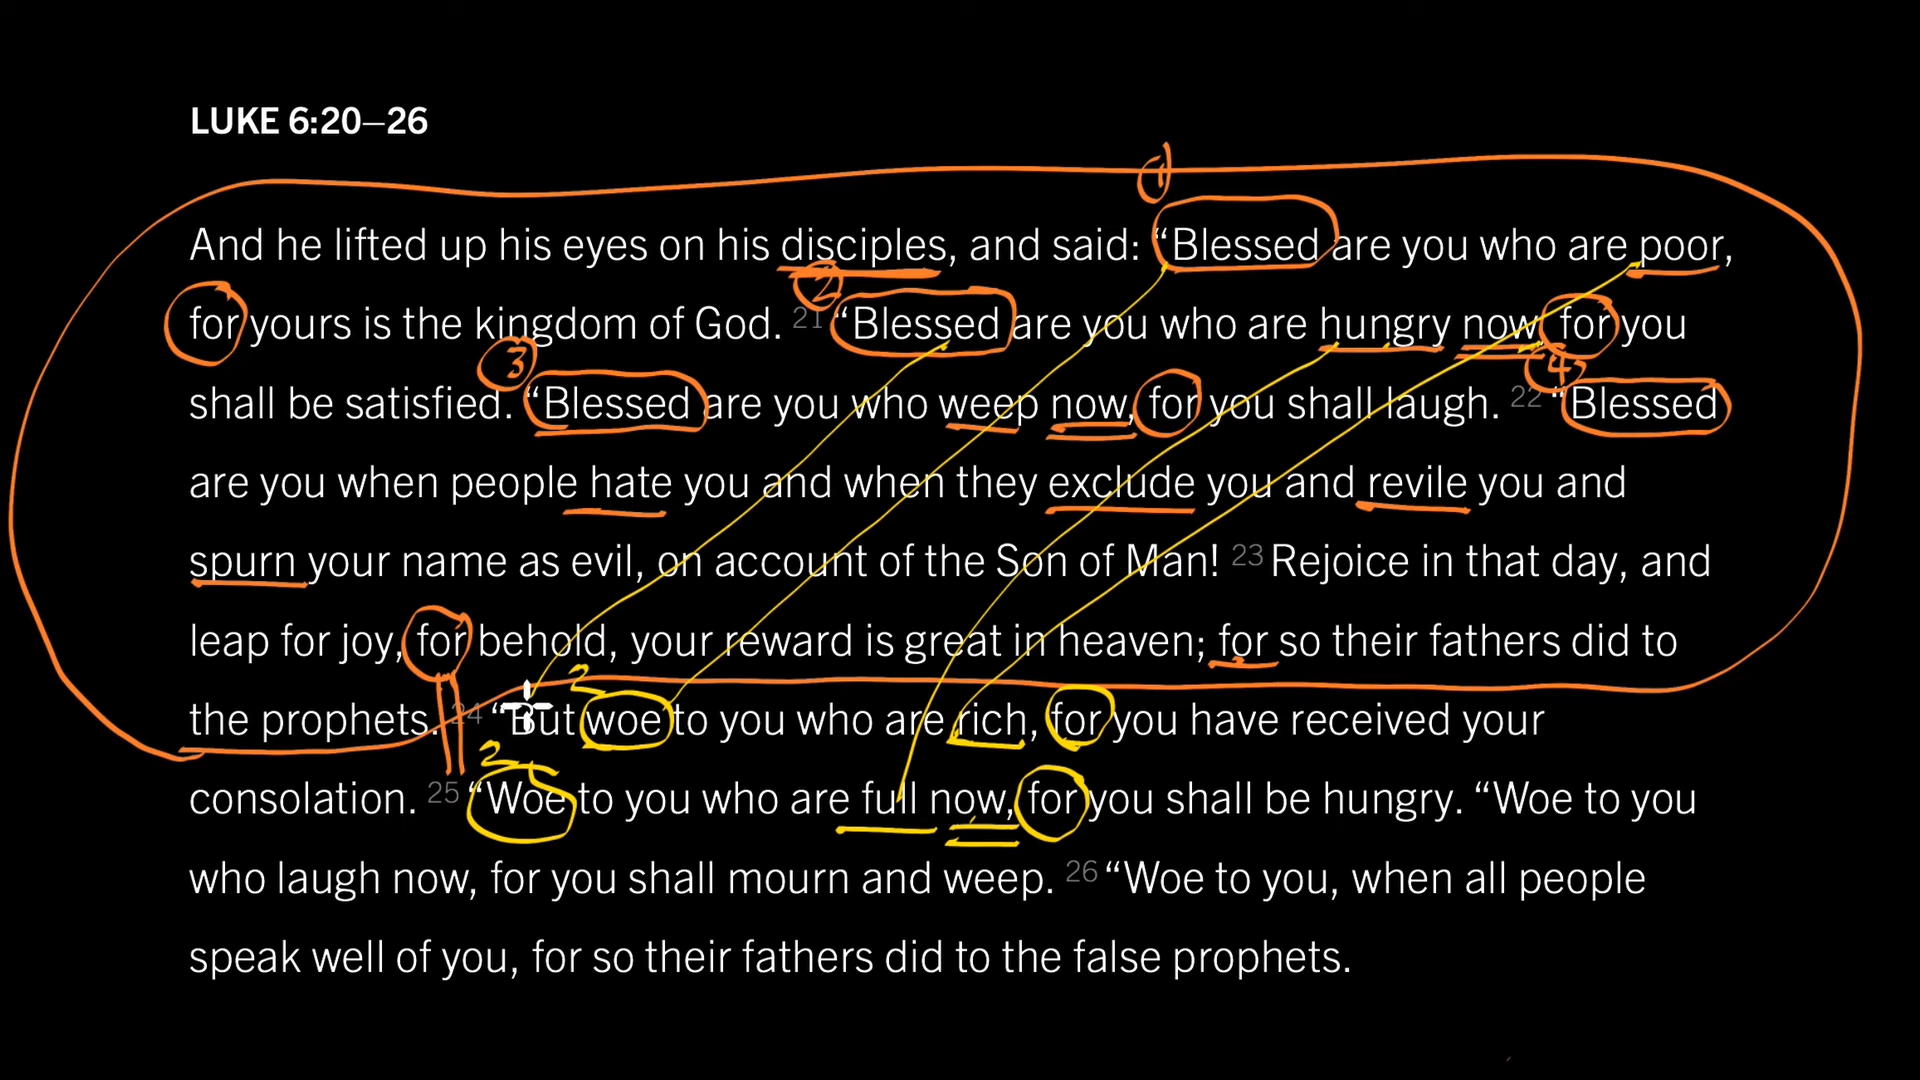 LUKE 6:20–26
1
And he lifted up his eyes on his disciples, and said: “Blessed are you who are poor,
2
for yours is the kingdom of God. 21 “Blessed are you who are hungry now, for you
3 4
shall be satisfied. “Blessed are you who weep now, for you shall laugh. 22 “Blessed
are you when people hate you and when they exclude you and revile you and
spurn your name as evil, on account of the Son of Man! 23 Rejoice in that day, and
leap for joy, for behold, your reward is great in heaven; for so their fathers did to
2
the prophets. 24 “But woe to you who are rich, for you have received your
2
consolation. 25 “Woe to you who are full now, for you shall be hungry. “Woe to you
who laugh now, for you shall mourn and weep. 26 “Woe to you, when all people
speak well of you, for so their fathers did to the false prophets.